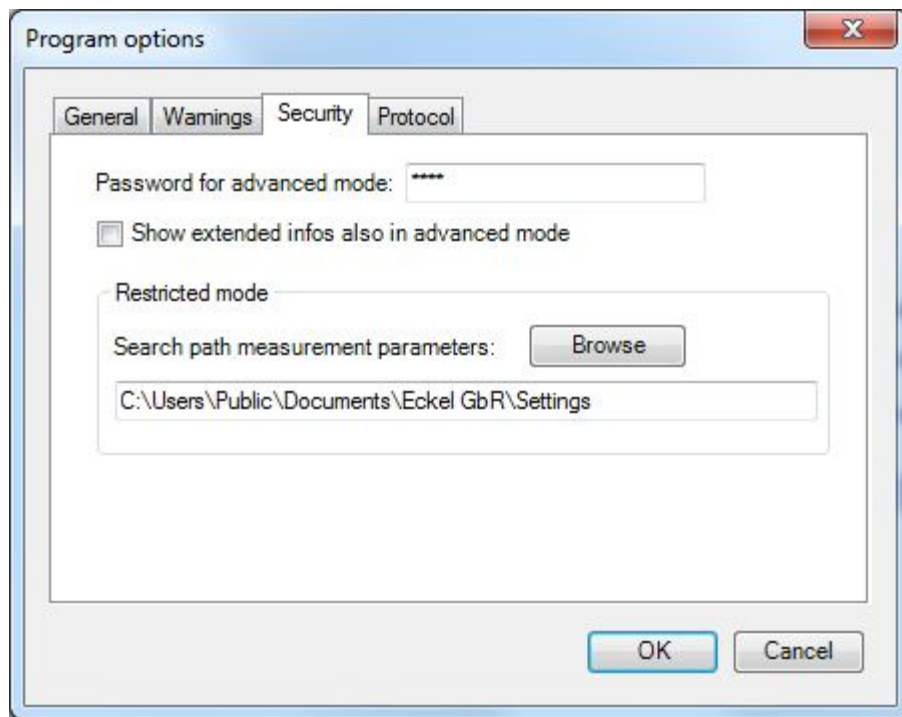 Program options
General Warnings Security Protocol
Password for advanced mode: ****
Show extended infos also in advanced mode
Restricted mode
Search path measurement parameters: Browse
C:\Users\Public\Documents\Eckel GbR\Settings
OK Cancel